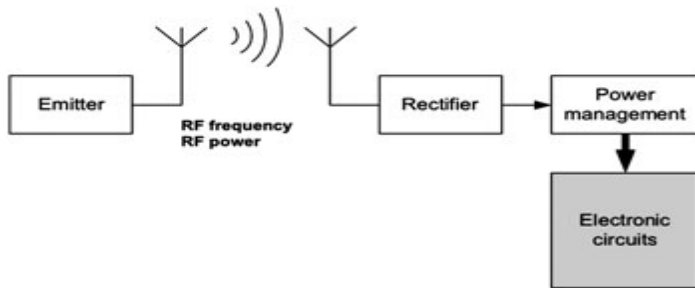 Emitter
RF frequency
RF power
Rectifier
Power
management
Electronic
circuits